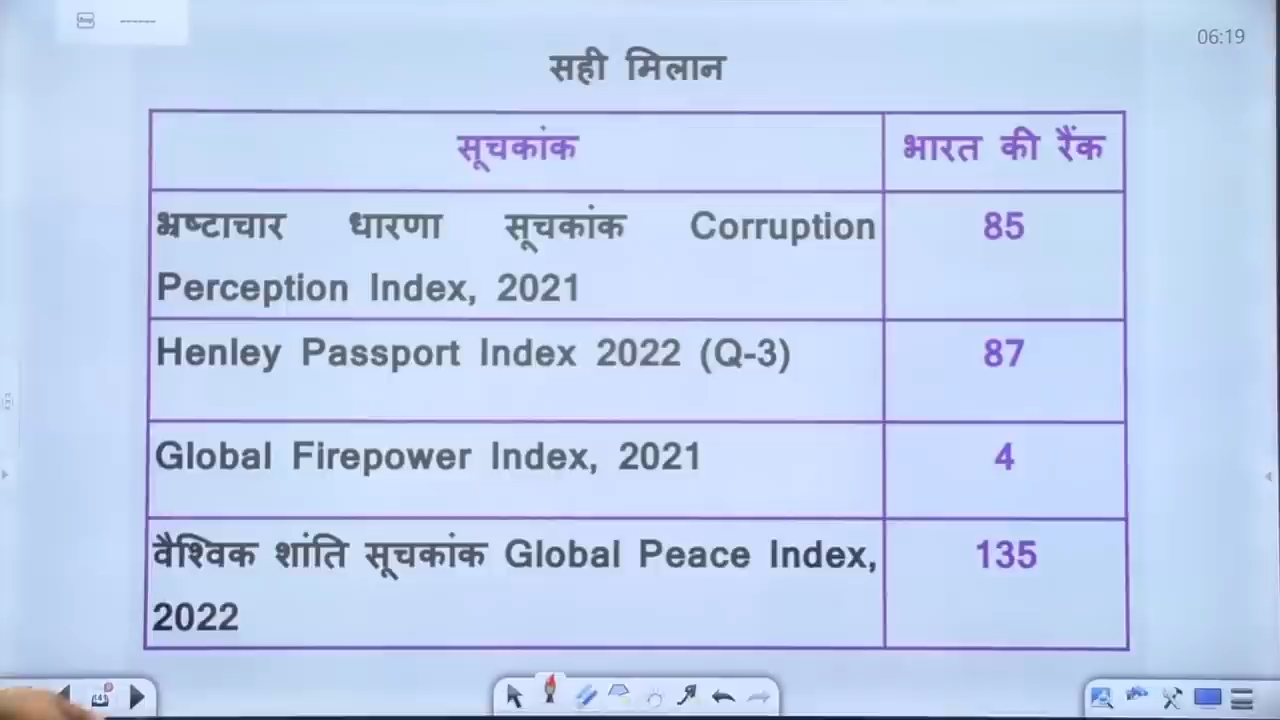 06:19
सही मिलान
सूचकांक
भारत की रैंक
भ्रष्टाचार धारणा सूचकांक Corruption
Perception Index, 2021
85
Henley Passport Index 2022 (Q-3)
87
Global Firepower Index, 2021
4
वैश्विक शांति सूचकांक Global Peace Index,
2022
135